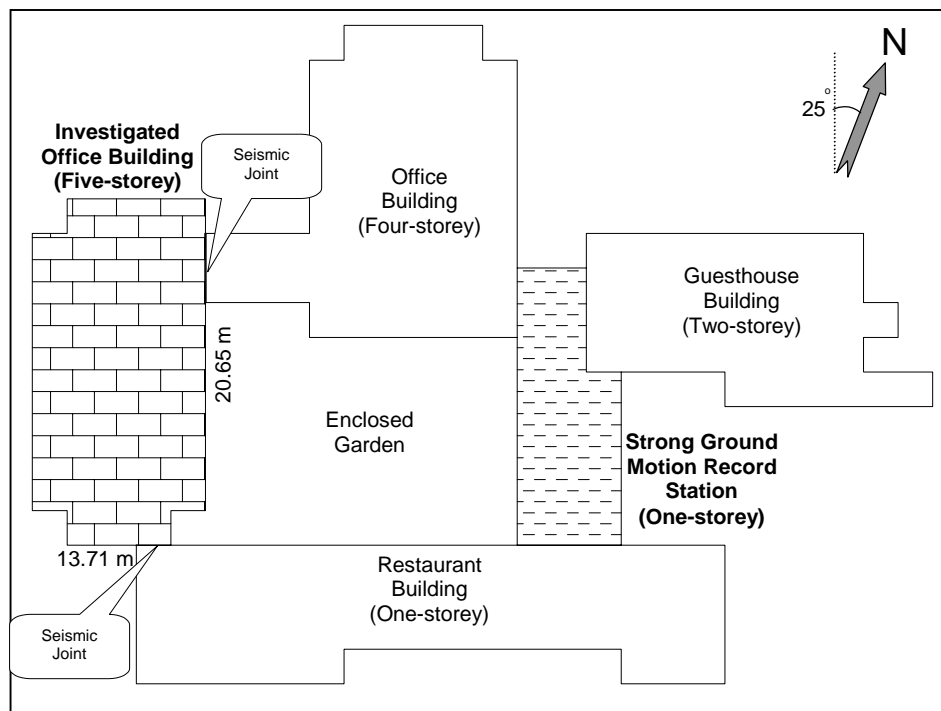 N
25°
Investigated
Office Building
(Five-storey)
Seismic
Joint
Office
Building
(Four-storey)
Guesthouse
Building
(Two-storey)
20.65 m
Enclosed
Garden
Strong Ground
Motion Record
Station
(One-storey)
13.71 m
Restaurant
Building
(One-storey)
Seismic
Joint